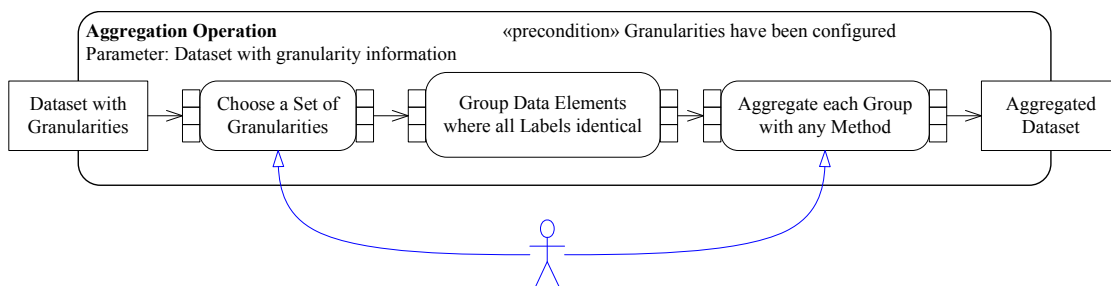 Aggregation Operation
«precondition» Granularities have been configured
Parameter: Dataset with granularity information
Dataset with
Granularities
Choose a Set of
Granularities
Group Data Elements
where all Labels identical
Aggregate each Group
with any Method
Aggregated
Dataset